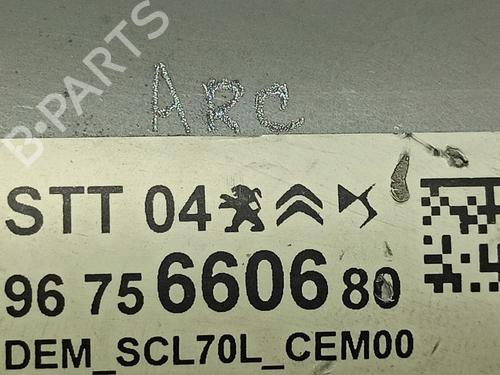 B-PARTS
ARC
STT 04
96 75 6606 80
DEM_SCL70L_CEM00